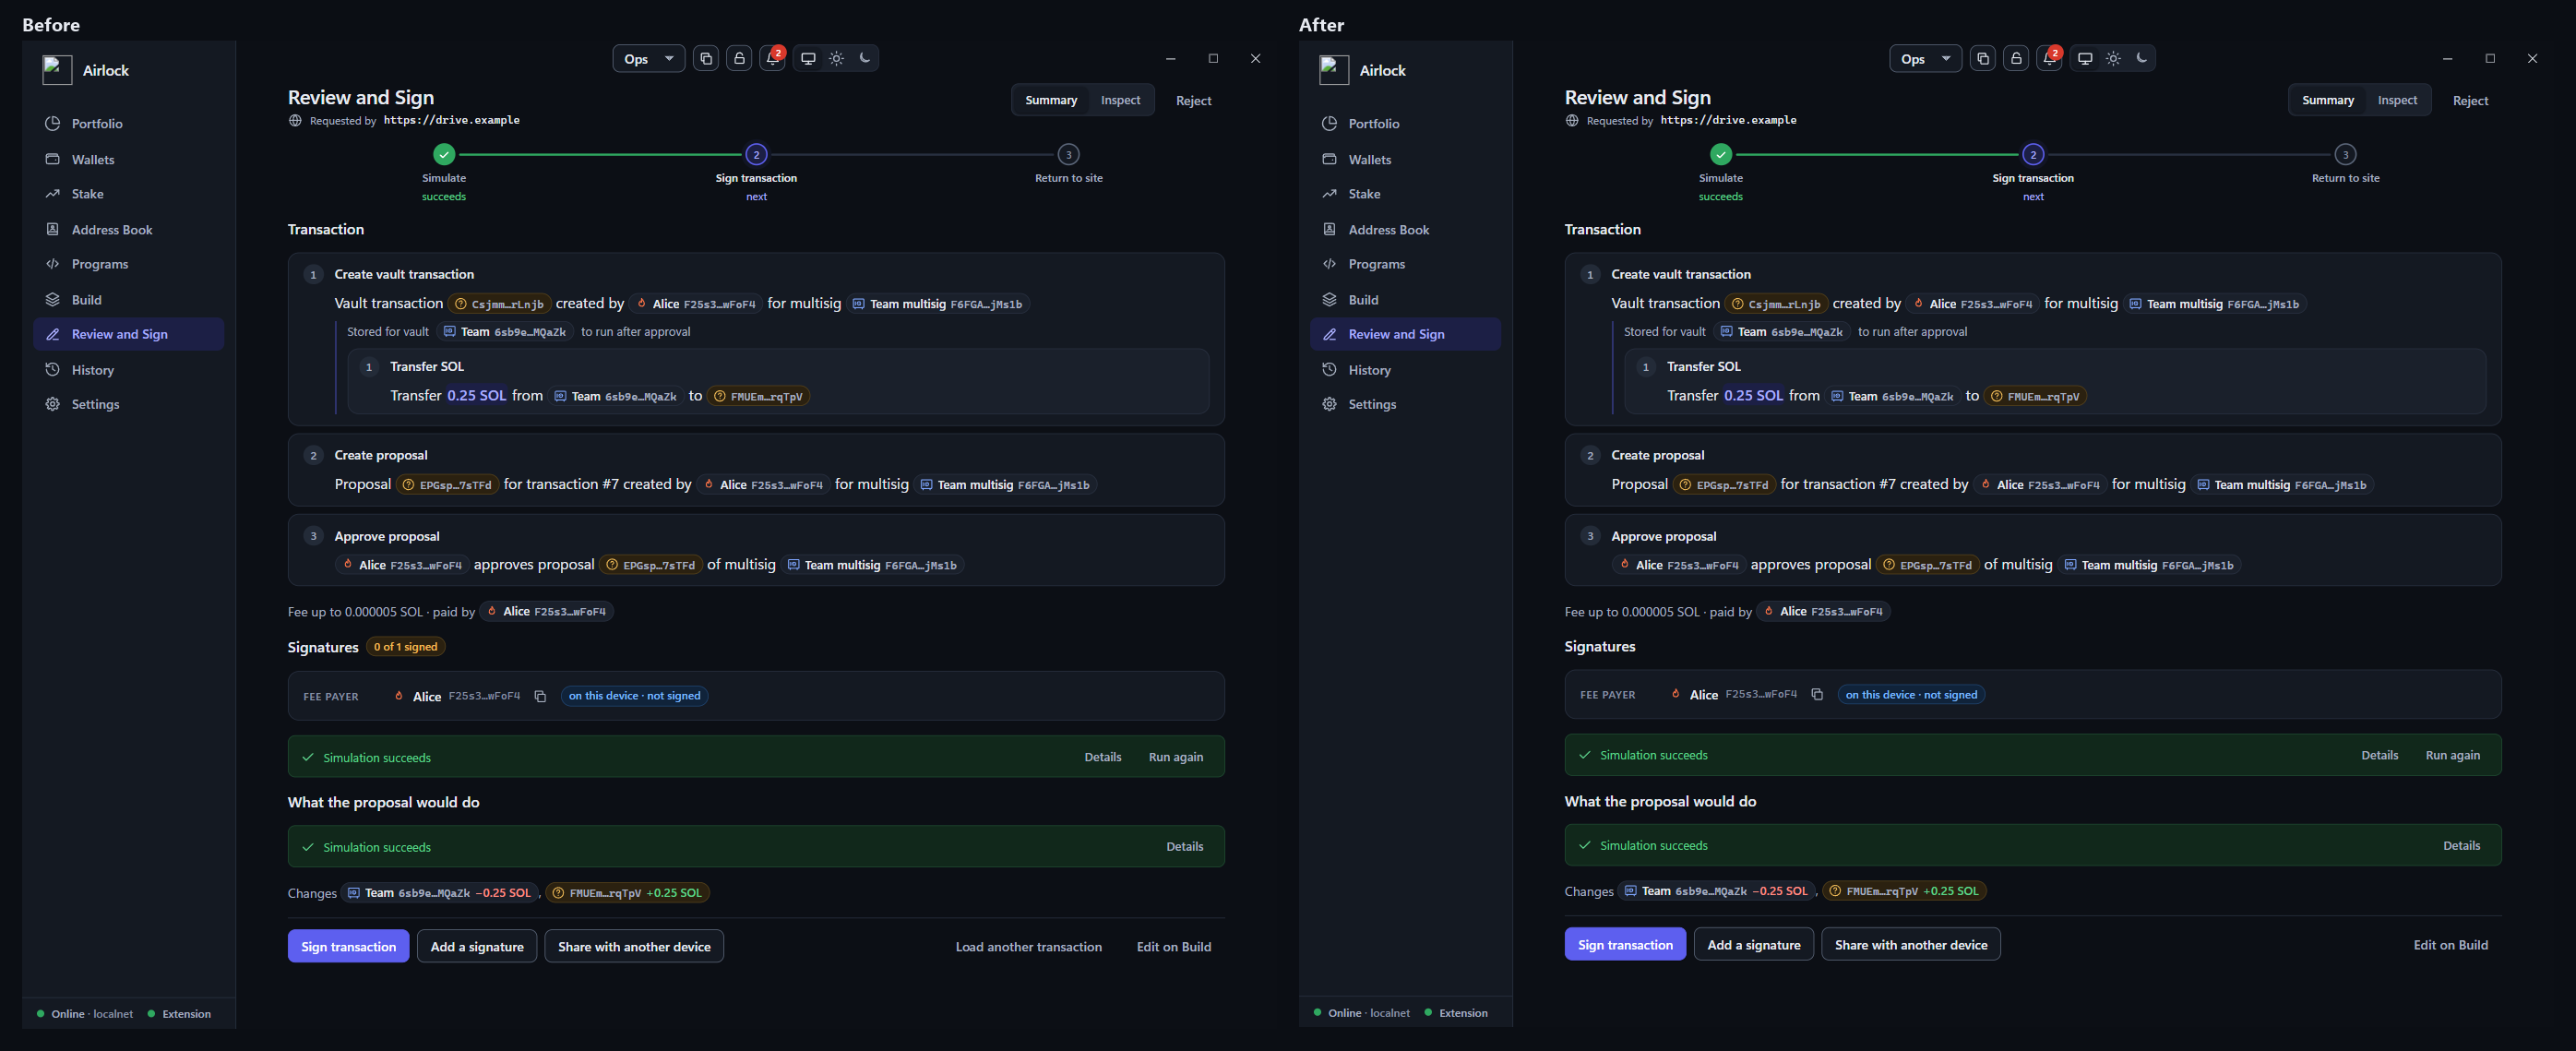 Before
Airlock
Ops
2
Portfolio
Wallets
Stake
Address Book
Programs
Build
Review and Sign
History
Settings
Online · localnet Extension
Review and Sign
Requested by https://drive.example
Summary Inspect Reject
2 3
Simulate Sign transaction Return to site
succeeds next
Transaction
1 Create vault transaction
Vault transaction Csjmm…rLnjb created by Alice F25s3…wFoF4 for multisig Team multisig F6FGA…jMs1b
Stored for vault Team 6sb9e…MQaZk to run after approval
1 Transfer SOL
Transfer 0.25 SOL from Team 6sb9e…MQaZk to FMUEm…rqTpV
2 Create proposal
Proposal EPGsp…7sTFd for transaction #7 created by Alice F25s3…wFoF4 for multisig Team multisig F6FGA…jMs1b
3 Approve proposal
Alice F25s3…wFoF4 approves proposal EPGsp…7sTFd of multisig Team multisig F6FGA…jMs1b
Fee up to 0.000005 SOL · paid by Alice F25s3…wFoF4
Signatures 0 of 1 signed
FEE PAYER Alice F25s3…wFoF4 on this device · not signed
Simulation succeeds Details Run again
What the proposal would do
Simulation succeeds Details
Changes Team 6sb9e…MQaZk −0.25 SOL, FMUEm…rqTpV +0.25 SOL
Sign transaction Add a signature Share with another device Load another transaction Edit on Build
After
Airlock
Ops
2
Portfolio
Wallets
Stake
Address Book
Programs
Build
Review and Sign
History
Settings
Online · localnet Extension
Review and Sign
Requested by https://drive.example
Summary Inspect Reject
2 3
Simulate Sign transaction Return to site
succeeds next
Transaction
1 Create vault transaction
Vault transaction Csjmm…rLnjb created by Alice F25s3…wFoF4 for multisig Team multisig F6FGA…jMs1b
Stored for vault Team 6sb9e…MQaZk to run after approval
1 Transfer SOL
Transfer 0.25 SOL from Team 6sb9e…MQaZk to FMUEm…rqTpV
2 Create proposal
Proposal EPGsp…7sTFd for transaction #7 created by Alice F25s3…wFoF4 for multisig Team multisig F6FGA…jMs1b
3 Approve proposal
Alice F25s3…wFoF4 approves proposal EPGsp…7sTFd of multisig Team multisig F6FGA…jMs1b
Fee up to 0.000005 SOL · paid by Alice F25s3…wFoF4
Signatures
FEE PAYER Alice F25s3…wFoF4 on this device · not signed
Simulation succeeds Details Run again
What the proposal would do
Simulation succeeds Details
Changes Team 6sb9e…MQaZk −0.25 SOL, FMUEm…rqTpV +0.25 SOL
Sign transaction Add a signature Share with another device Edit on Build